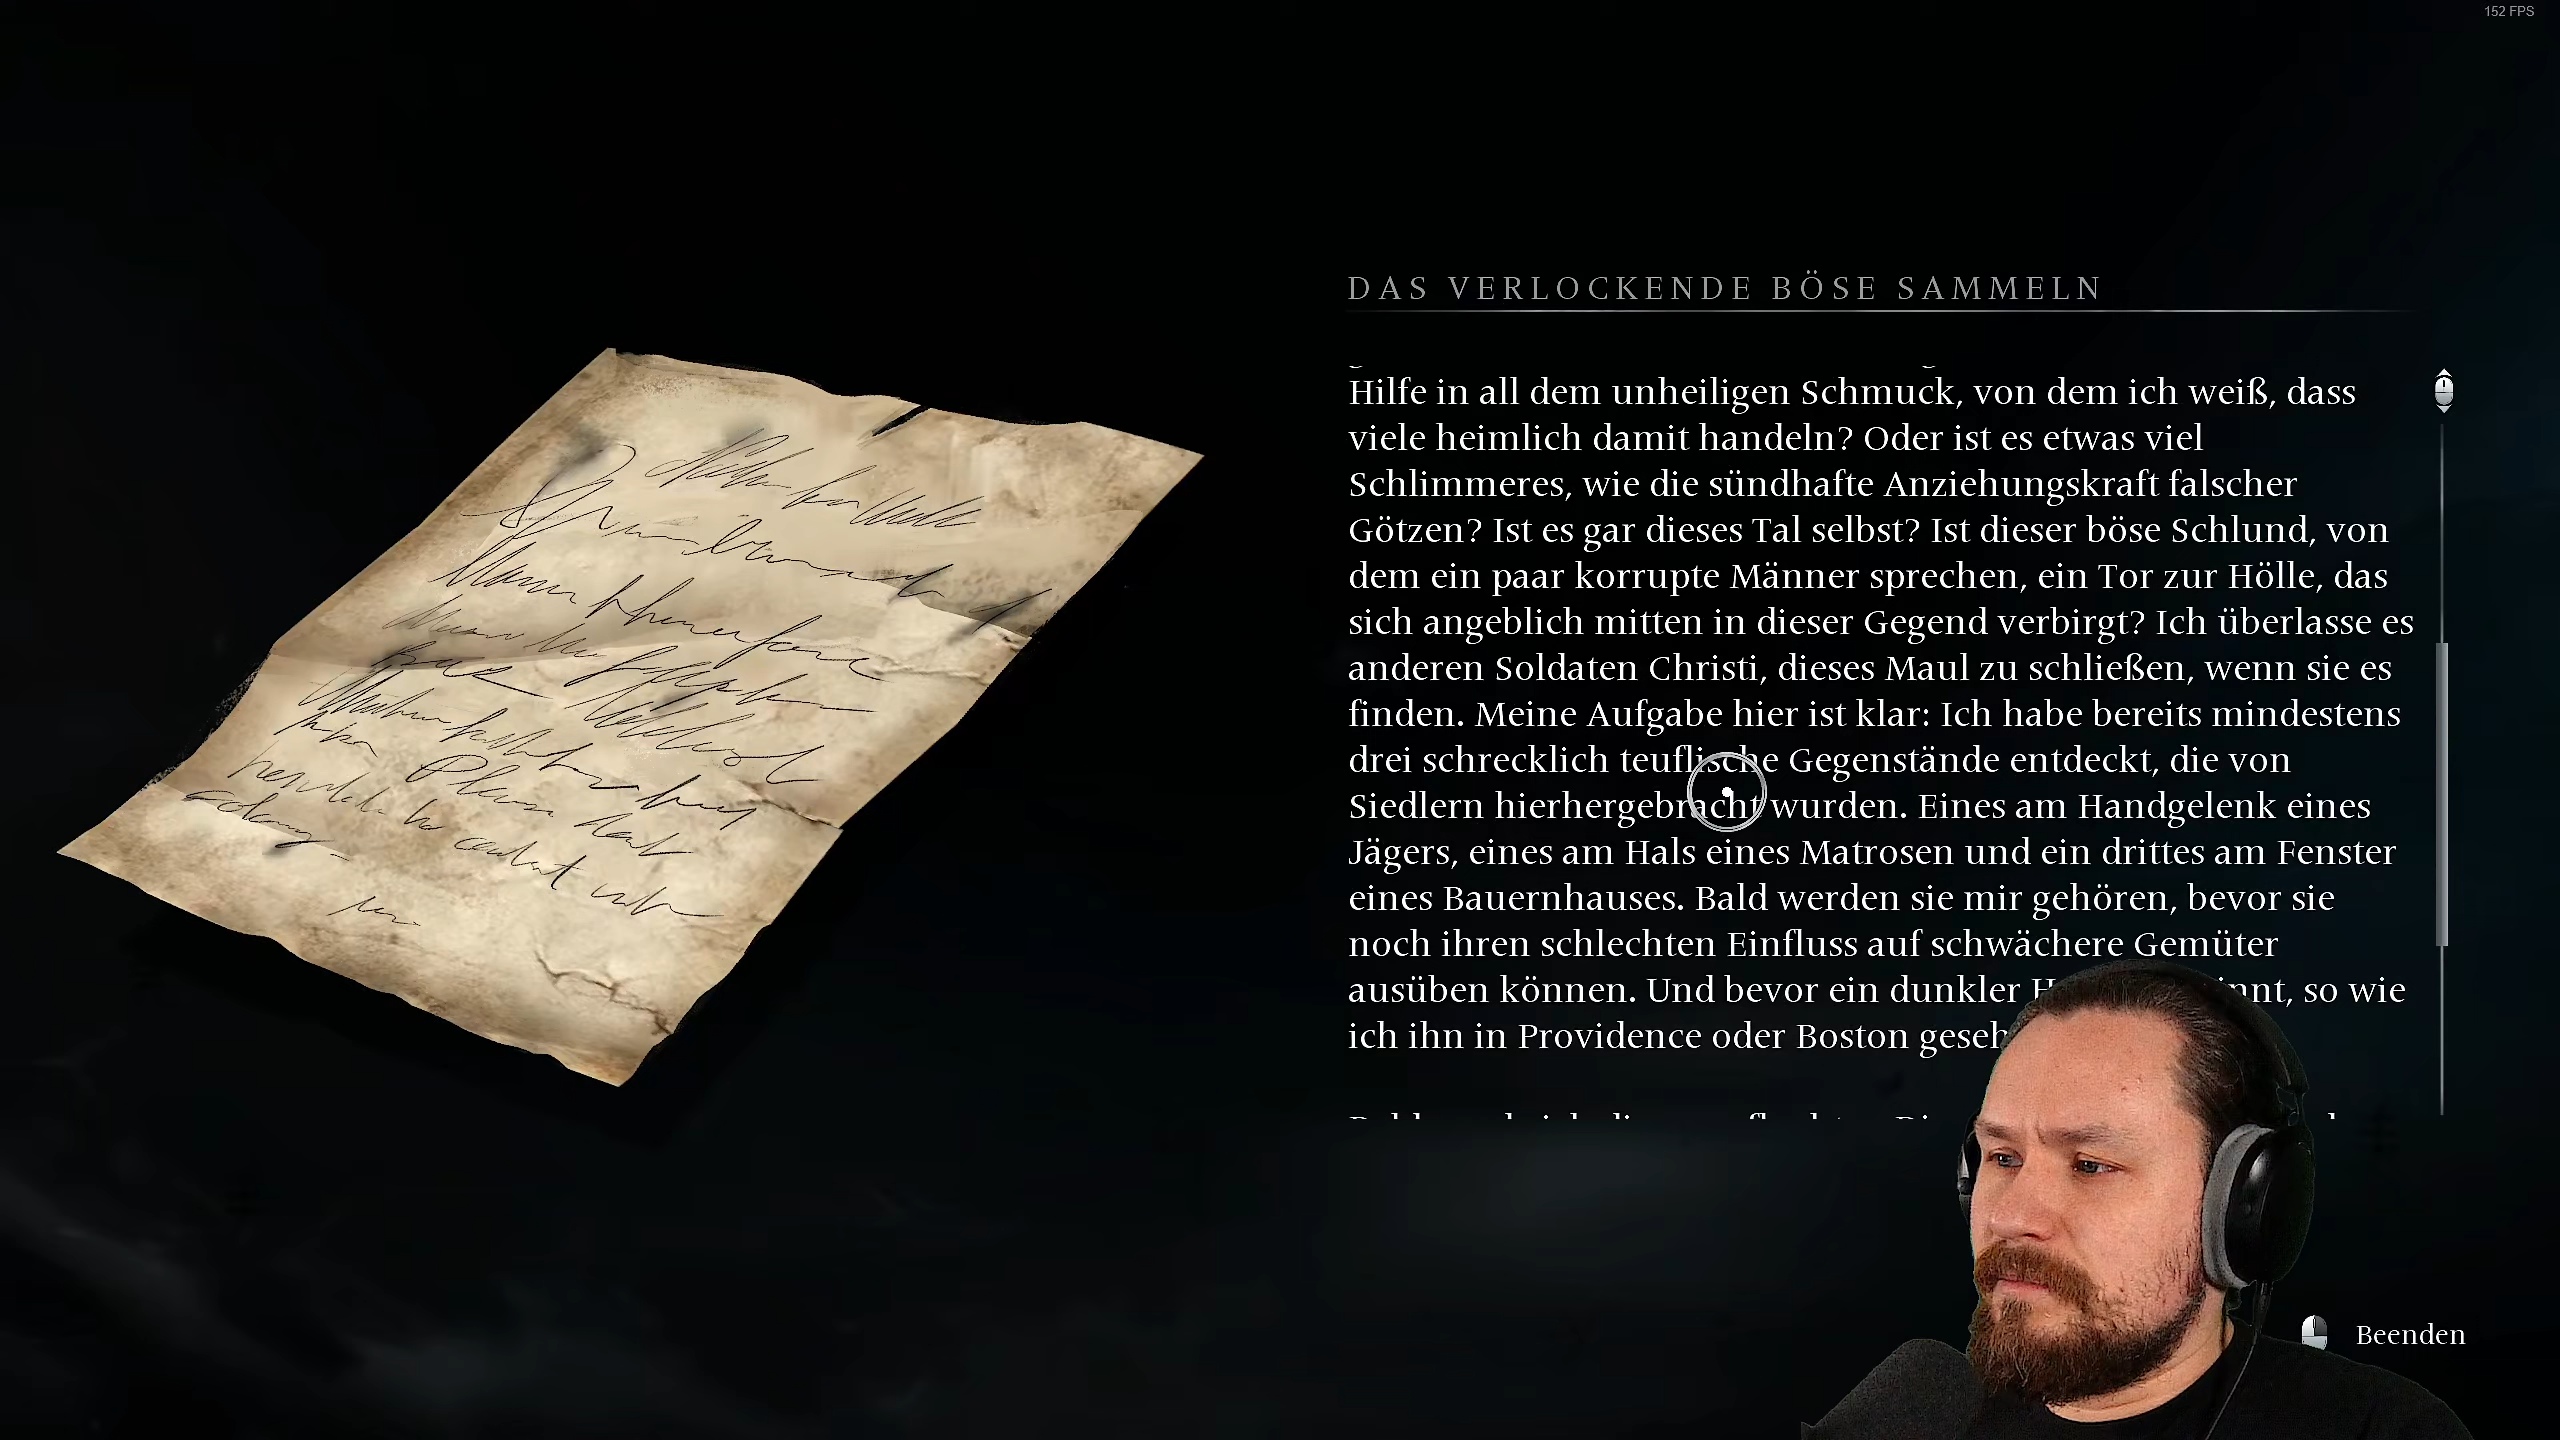 152 FPS
DAS VERLOCKENDE BÖSE SAMMELN
Hilfe in all dem unheiligen Schmuck, von dem ich weiß, dass
viele heimlich damit handeln? Oder ist es etwas viel
Schlimmeres, wie die sündhafte Anziehungskraft falscher
Götzen? Ist es gar dieses Tal selbst? Ist dieser böse Schlund, von
dem ein paar korrupte Männer sprechen, ein Tor zur Hölle, das
sich angeblich mitten in dieser Gegend verbirgt? Ich überlasse es
anderen Soldaten Christi, dieses Maul zu schließen, wenn sie es
finden. Meine Aufgabe hier ist klar: Ich habe bereits mindestens
drei schrecklich teuflische Gegenstände entdeckt, die von
Siedlern hierhergebracht wurden. Eines am Handgelenk eines
Jägers, eines am Hals eines Matrosen und ein drittes am Fenster
eines Bauernhauses. Bald werden sie mir gehören, bevor sie
noch ihren schlechten Einfluss auf schwächere Gemüter
ausüben können. Und bevor ein dunkler so wie
ich ihn in Providence oder Boston
Beenden